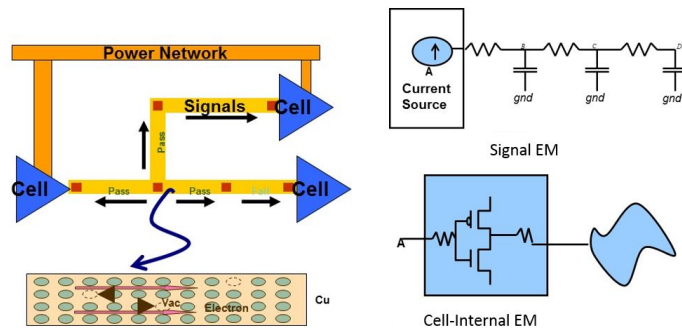 Power Network
Signals
Cell
Pass
Cell
Pass
Pass
Fail
Cell
Vac
Electron
Cu
A
Current
Source
B
C
D
gnd
gnd
gnd
Signal EM
A
Cell-Internal EM